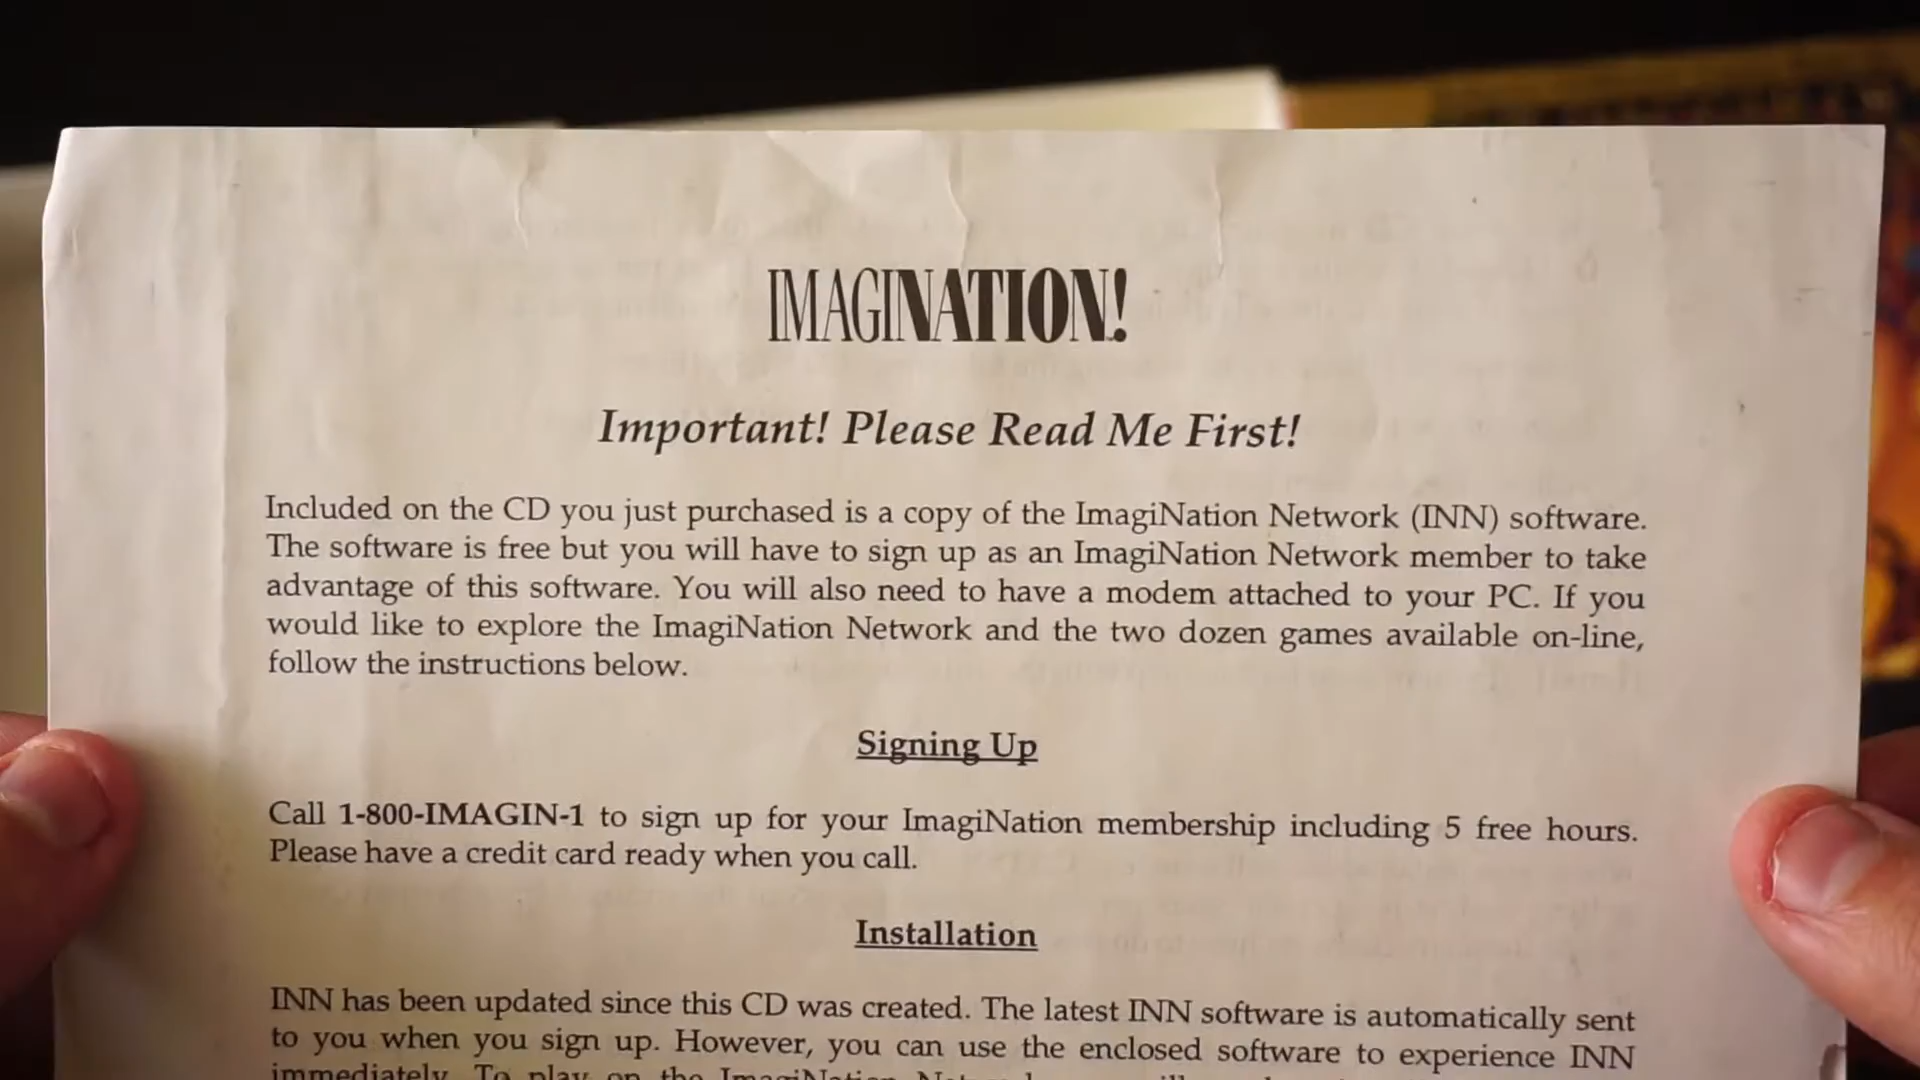 IMAGINATION!
Important! Please Read Me First!
Included on the CD you just purchased is a copy of the ImagiNation Network (INN) software.
The software is free but you will have to sign up as an ImagiNation Network member to take
advantage of this software. You will also need to have a modem attached to your PC. If you
would like to explore the ImagiNation Network and the two dozen games available on-line,
follow the instructions below.
Signing Up
Call 1-800-IMAGIN-1 to sign up for your ImagiNation membership including 5 free hours.
Please have a credit card ready when you call.
Installation
INN has been updated since this CD was created. The latest INN software is automatically sent
to you when you sign up. However, you can use the enclosed software to experience INN
immediately. To play on the ImagiNation